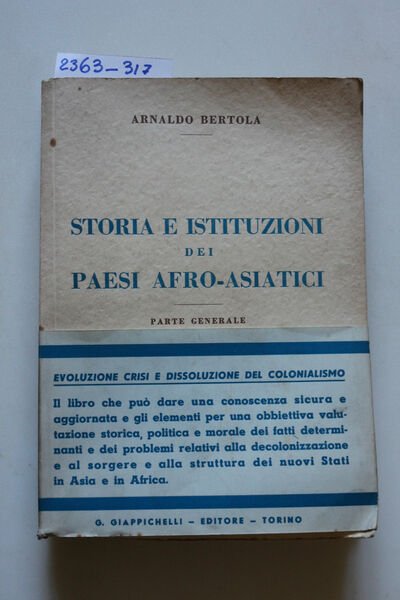 2363-317
ARNALDO BERTOLA
STORIA E ISTITUZIONI
DEI
PAESI AFRO-ASIATICI
PARTE GENERALE
EVOLUZIONE CRISI E DISSOLUZIONE DEL COLONIALISMO
Il libro che può dare una conoscenza sicura e
aggiornata e gli elementi per una obbiettiva valu-
tazione storica, politica e morale dei fatti determi-
nanti e dei problemi relativi alla decolonizzazione
e al sorgere e alla struttura dei nuovi Stati
in Asia e in Africa.
G. GIAPPICHELLI - EDITORE - TORINO